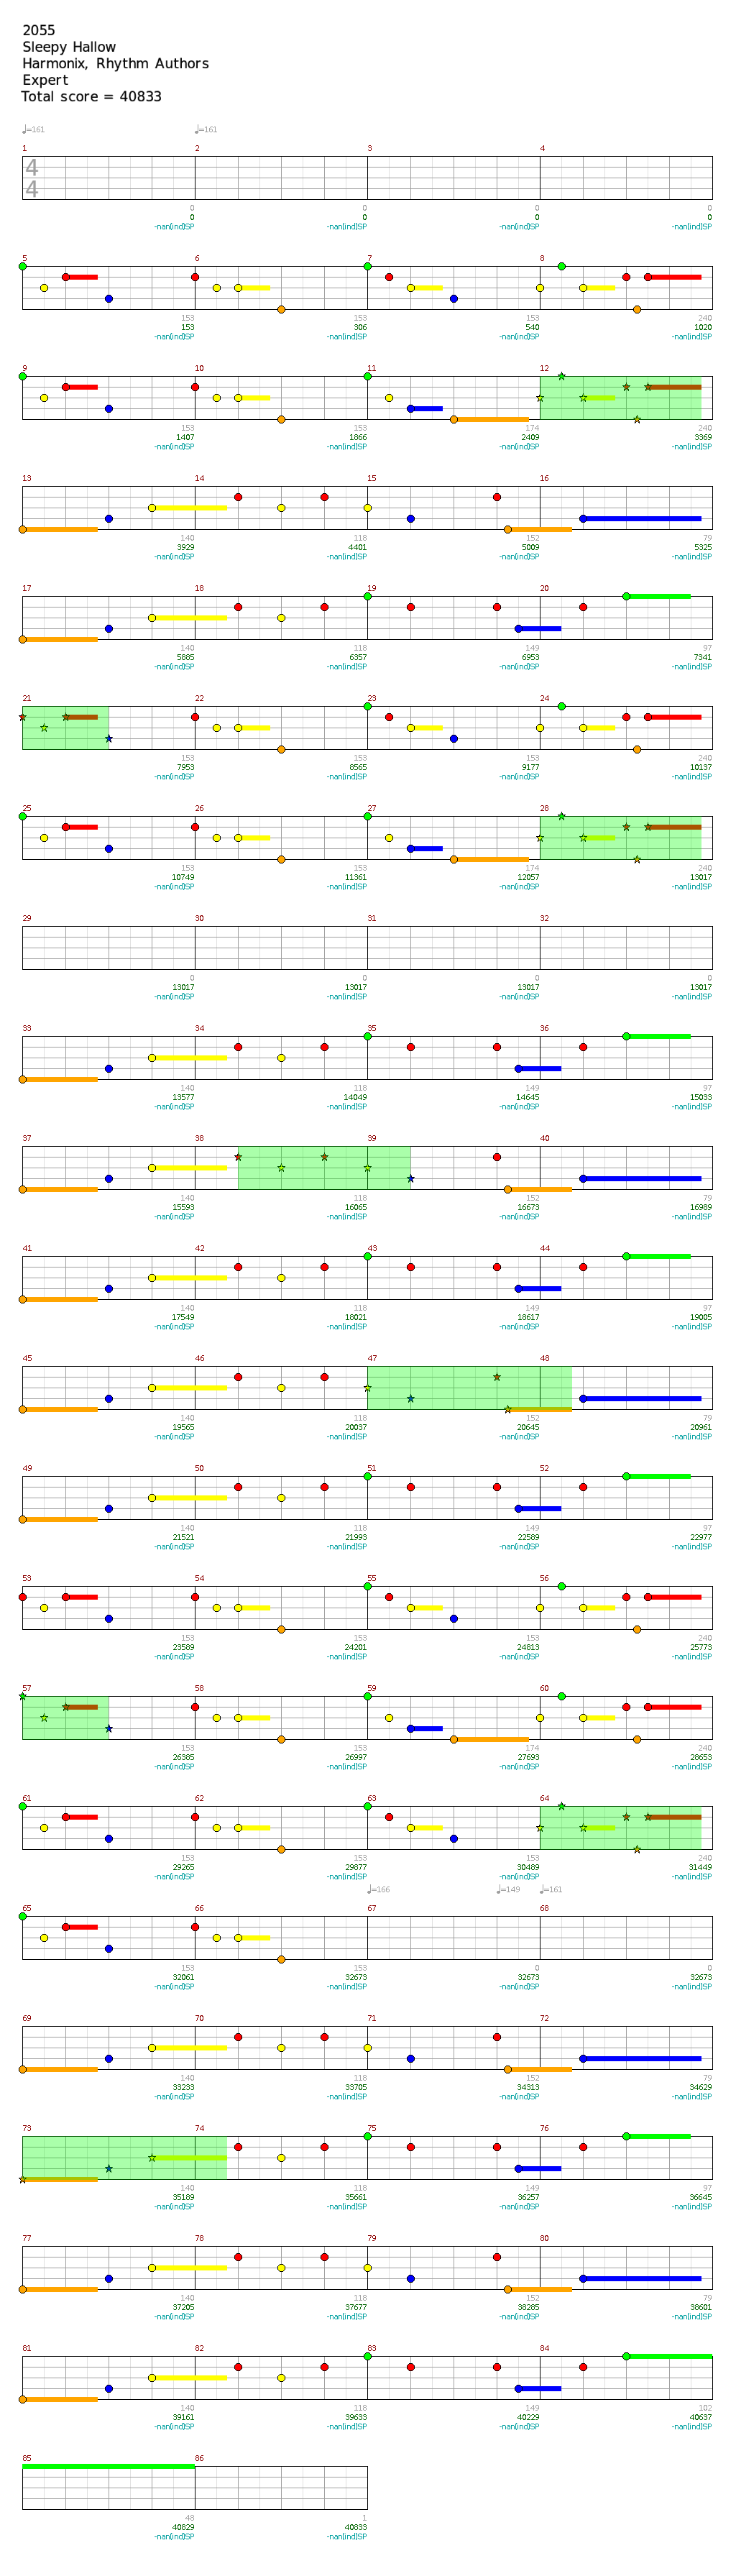 2055
Sleepy Hallow
Harmonix, Rhythm Authors
Expert
Total score = 40833
♩=161 ♩=161
1 2 3 4
4
4
0 0 0 0
0 0 0 0
-nan(ind)SP -nan(ind)SP -nan(ind)SP -nan(ind)SP
5 6 7 8
153 153 153 240
153 306 540 1020
-nan(ind)SP -nan(ind)SP -nan(ind)SP -nan(ind)SP
9 10 11 12
153 153 174 240
1407 1866 2409 3369
-nan(ind)SP -nan(ind)SP -nan(ind)SP -nan(ind)SP
13 14 15 16
140 118 152 79
3929 4401 5009 5325
-nan(ind)SP -nan(ind)SP -nan(ind)SP -nan(ind)SP
17 18 19 20
140 118 149 97
5885 6357 6953 7341
-nan(ind)SP -nan(ind)SP -nan(ind)SP -nan(ind)SP
21 22 23 24
153 153 153 240
7953 8565 9177 10137
-nan(ind)SP -nan(ind)SP -nan(ind)SP -nan(ind)SP
25 26 27 28
153 153 174 240
10749 11361 12057 13017
-nan(ind)SP -nan(ind)SP -nan(ind)SP -nan(ind)SP
29 30 31 32
0 0 0 0
13017 13017 13017 13017
-nan(ind)SP -nan(ind)SP -nan(ind)SP -nan(ind)SP
33 34 35 36
140 118 149 97
13577 14049 14645 15033
-nan(ind)SP -nan(ind)SP -nan(ind)SP -nan(ind)SP
37 38 39 40
140 118 152 79
15593 16065 16673 16989
-nan(ind)SP -nan(ind)SP -nan(ind)SP -nan(ind)SP
41 42 43 44
140 118 149 97
17549 18021 18617 19005
-nan(ind)SP -nan(ind)SP -nan(ind)SP -nan(ind)SP
45 46 47 48
140 118 152 79
19565 20037 20645 20961
-nan(ind)SP -nan(ind)SP -nan(ind)SP -nan(ind)SP
49 50 51 52
140 118 149 97
21521 21993 22589 22977
-nan(ind)SP -nan(ind)SP -nan(ind)SP -nan(ind)SP
53 54 55 56
153 153 153 240
23589 24201 24813 25773
-nan(ind)SP -nan(ind)SP -nan(ind)SP -nan(ind)SP
57 58 59 60
153 153 174 240
26385 26997 27693 28653
-nan(ind)SP -nan(ind)SP -nan(ind)SP -nan(ind)SP
61 62 63 64
153 153 153 240
29265 29877 30489 31449
-nan(ind)SP -nan(ind)SP -nan(ind)SP -nan(ind)SP
♩=166 ♩=149 ♩=161
65 66 67 68
153 153 0 0
32061 32673 32673 32673
-nan(ind)SP -nan(ind)SP -nan(ind)SP -nan(ind)SP
69 70 71 72
140 118 152 79
33233 33705 34313 34629
-nan(ind)SP -nan(ind)SP -nan(ind)SP -nan(ind)SP
73 74 75 76
140 118 149 97
35189 35661 36257 36645
-nan(ind)SP -nan(ind)SP -nan(ind)SP -nan(ind)SP
77 78 79 80
140 118 152 79
37205 37677 38285 38601
-nan(ind)SP -nan(ind)SP -nan(ind)SP -nan(ind)SP
81 82 83 84
140 118 149 102
39161 39633 40229 40637
-nan(ind)SP -nan(ind)SP -nan(ind)SP -nan(ind)SP
85 86
48 1
40829 40833
-nan(ind)SP -nan(ind)SP